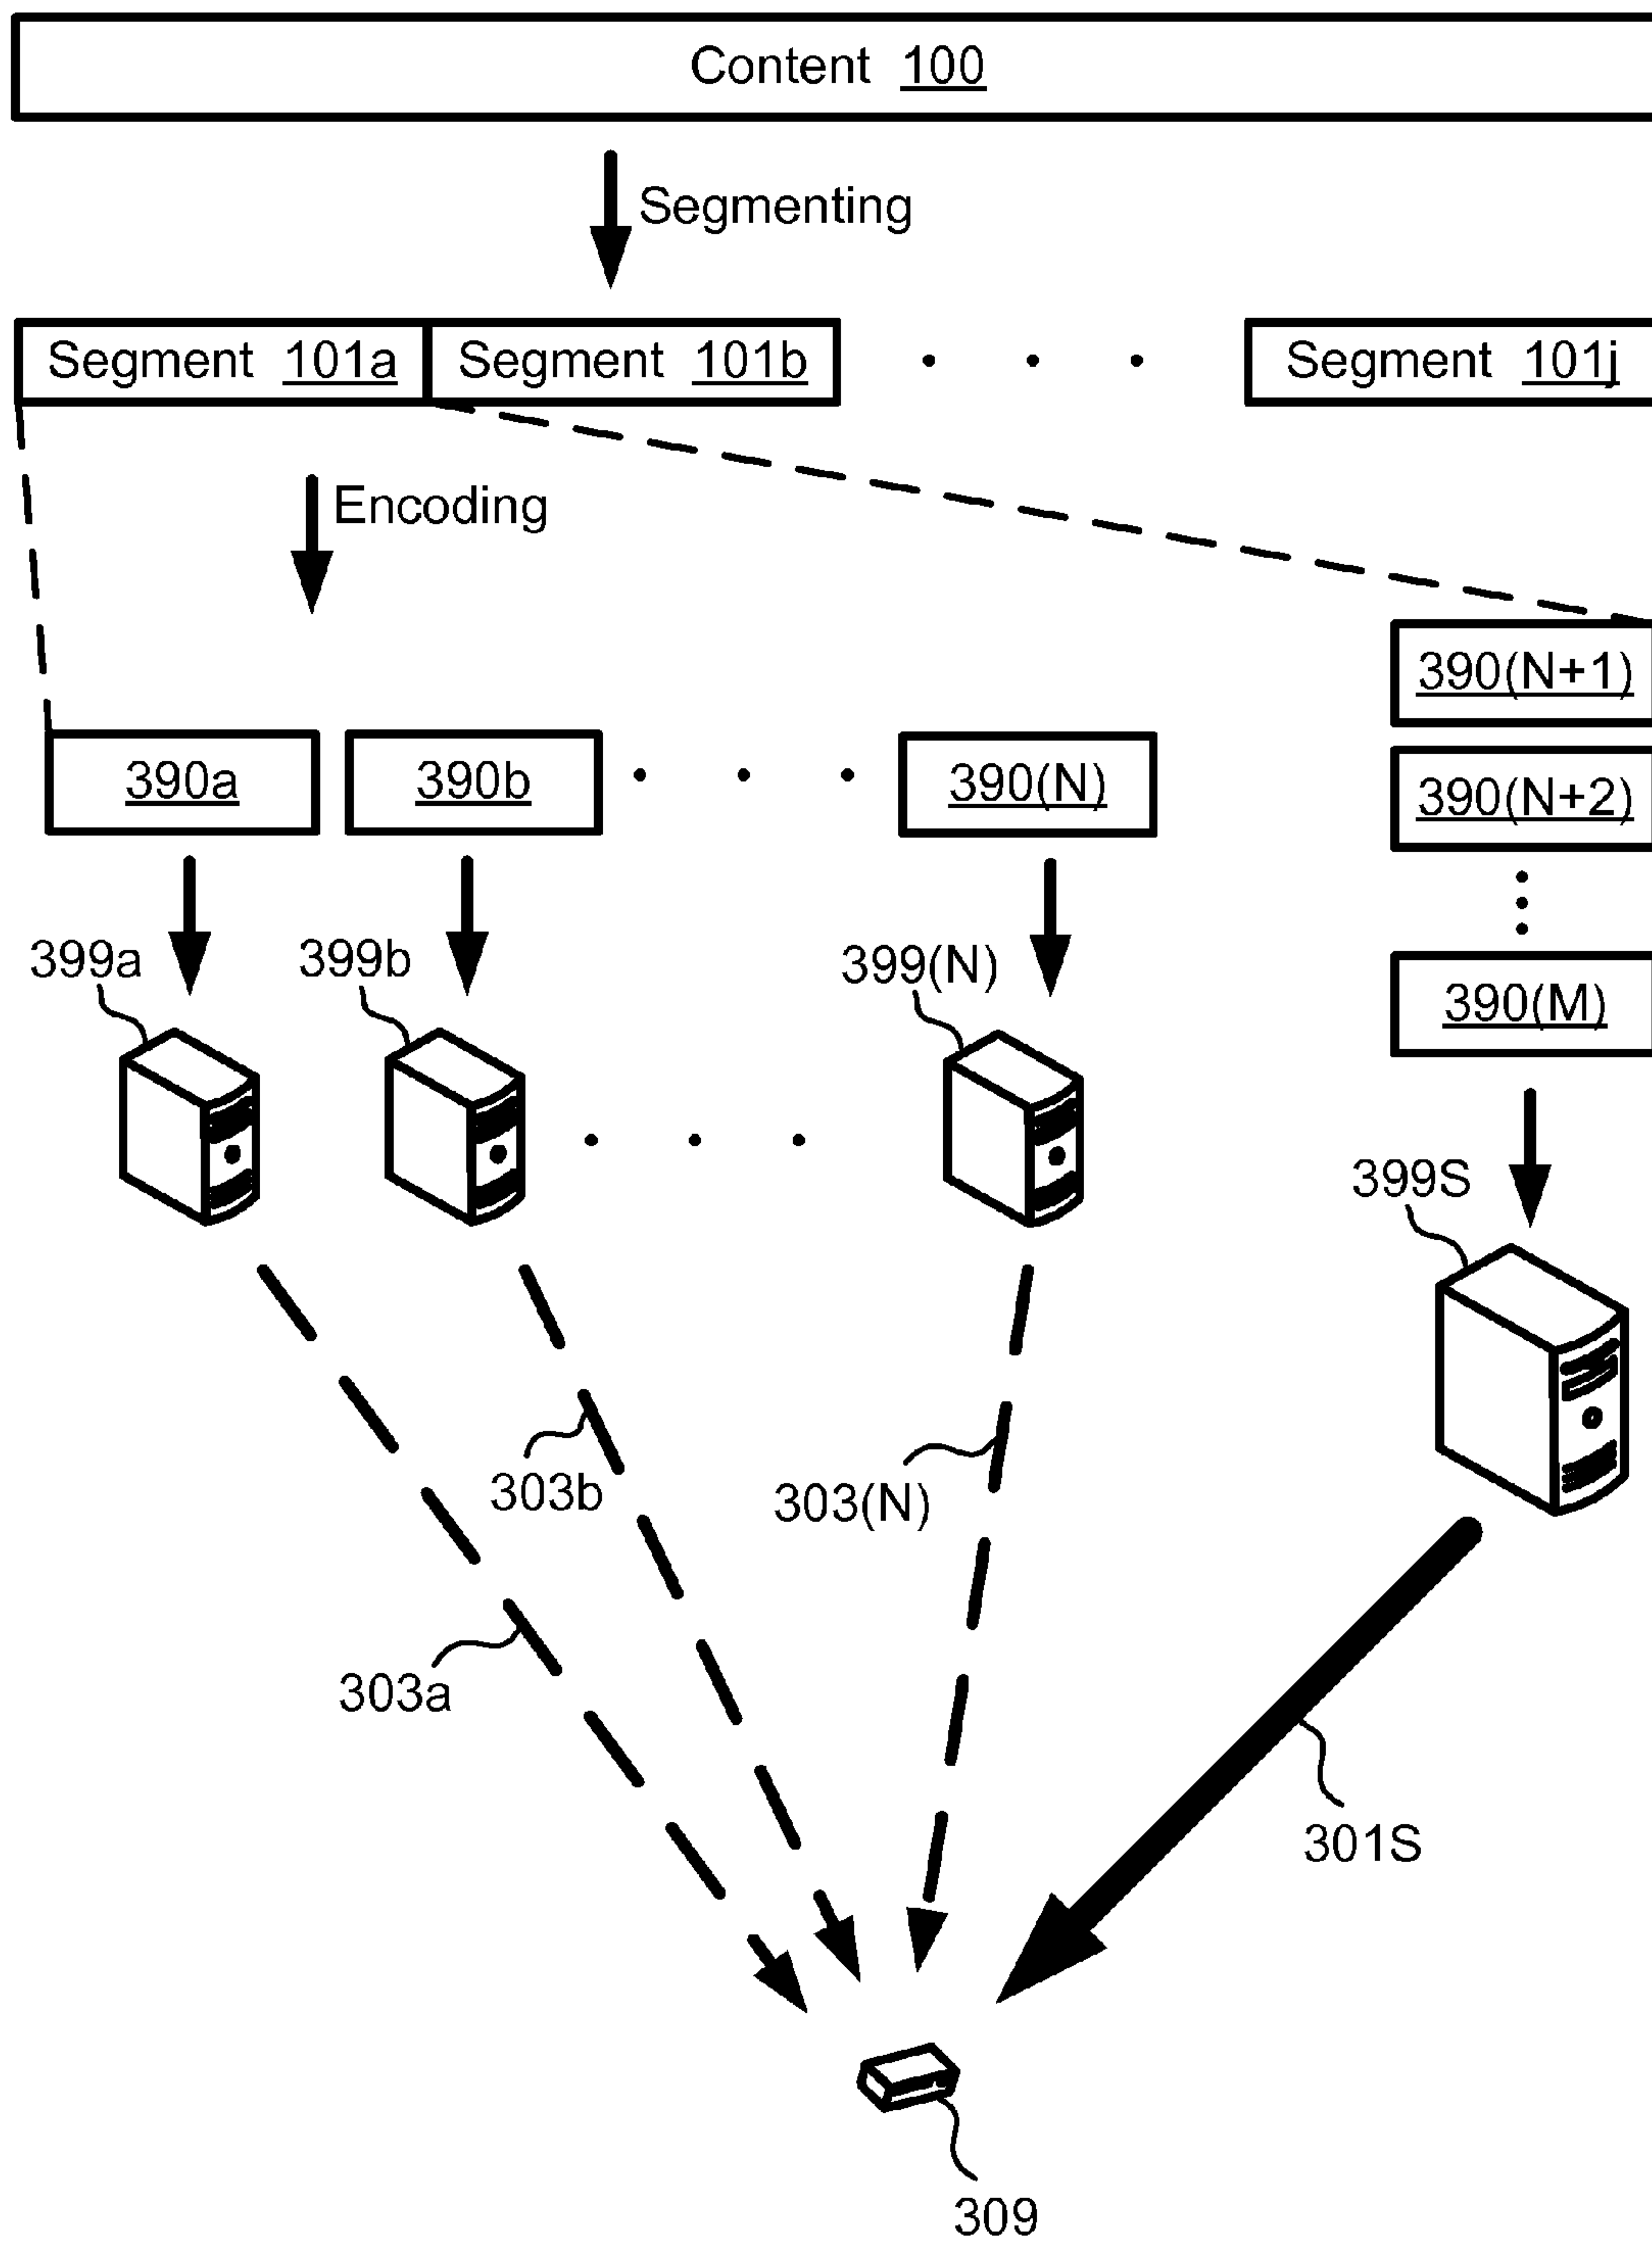 Content 100
Segmenting
Segment 101a
Segment 101b
Segment 101j
Encoding
390(N+1)
390a
390b
390(N)
390(N+2)
399a
399b
399(N)
390(M)
399S
303b
303(N)
303a
301S
309